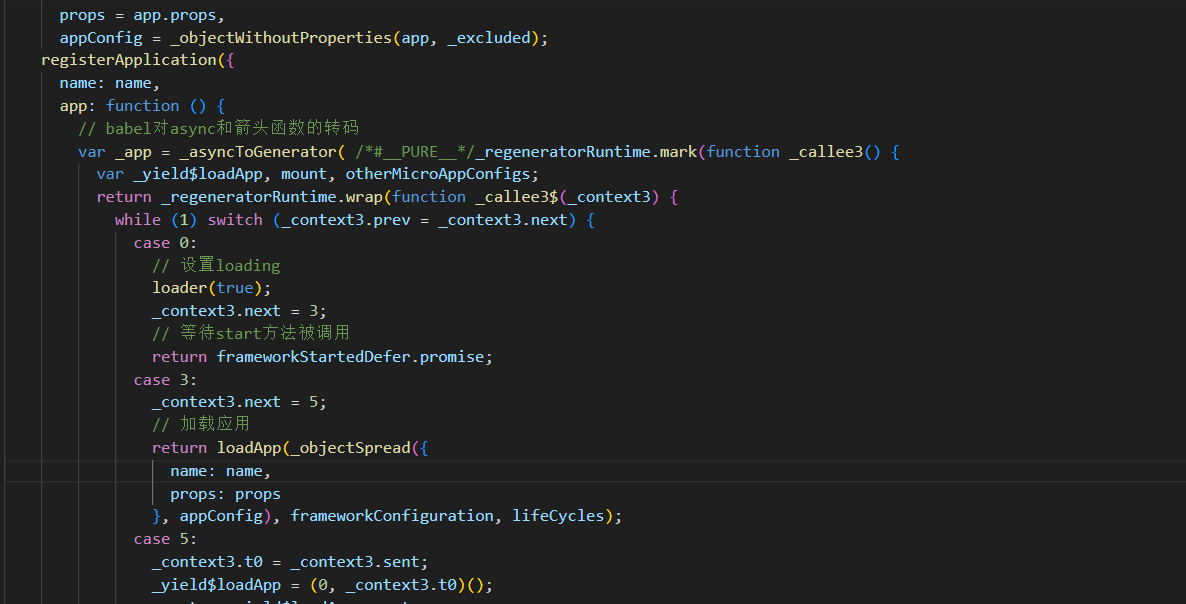 props = app.props,
appConfig = _objectWithoutProperties(app, _excluded);
registerApplication({
name: name,
app: function () {
// babel对async和箭头函数的转码
var _app = _asyncToGenerator( /*#__PURE__*/_regeneratorRuntime.mark(function _callee3() {
var _yield$loadApp, mount, otherMicroAppConfigs;
return _regeneratorRuntime.wrap(function _callee3$(_context3) {
while (1) switch (_context3.prev = _context3.next) {
case 0:
// 设置loading
loader(true);
_context3.next = 3;
// 等待start方法被调用
return frameworkStartedDefer.promise;
case 3:
_context3.next = 5;
// 加载应用
return loadApp(_objectSpread({
name: name,
props: props
}, appConfig), frameworkConfiguration, lifeCycles);
case 5:
_context3.t0 = _context3.sent;
_yield$loadApp = (0, _context3.t0)();